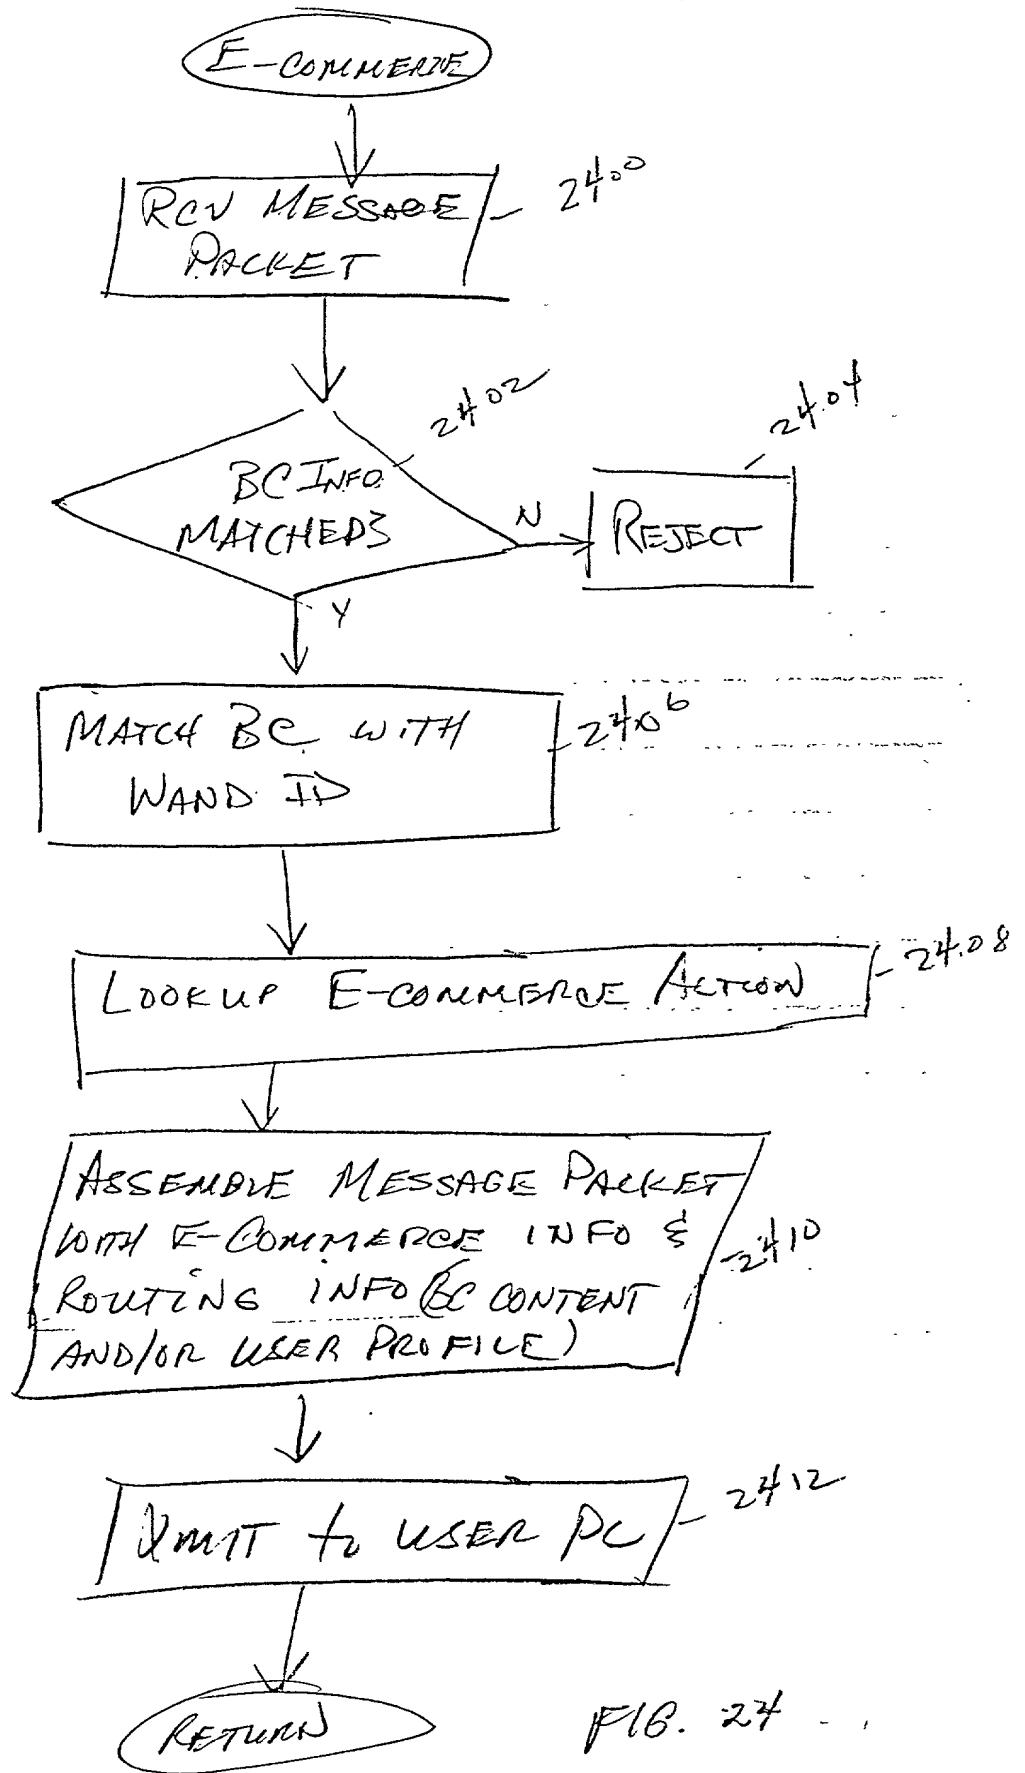 E-COMMERCE
RCV MESSAGE
PACKET
2400
2402
BC INFO
MATCHED?
N
2404
REJECT
Y
MATCH BC WITH
WAND ID
2406
LOOKUP E-COMMERCE ACTION
2408
ASSEMBLE MESSAGE PACKET
WITH E-COMMERCE INFO &
ROUTING INFO (BC CONTENT
AND/OR USER PROFILE)
2410
XMIT to USER PC
2412
RETURN
FIG. 24